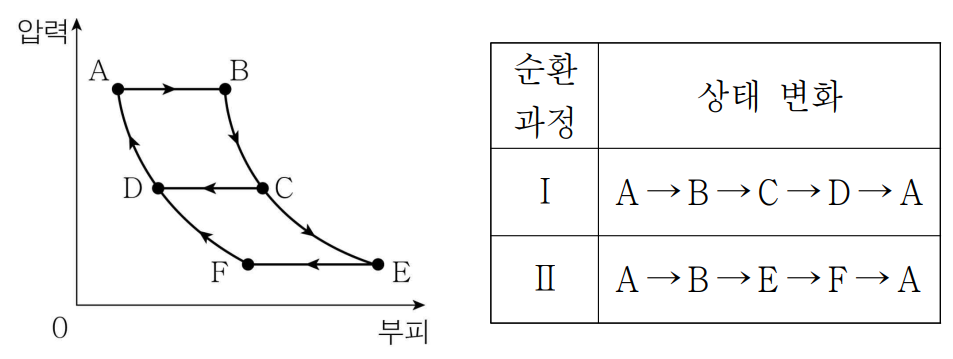 압력
A
B
D
C
F
E
0
부피
순환
과정
상태 변화
Ⅰ
A → B → C → D → A
Ⅱ
A → B → E → F → A